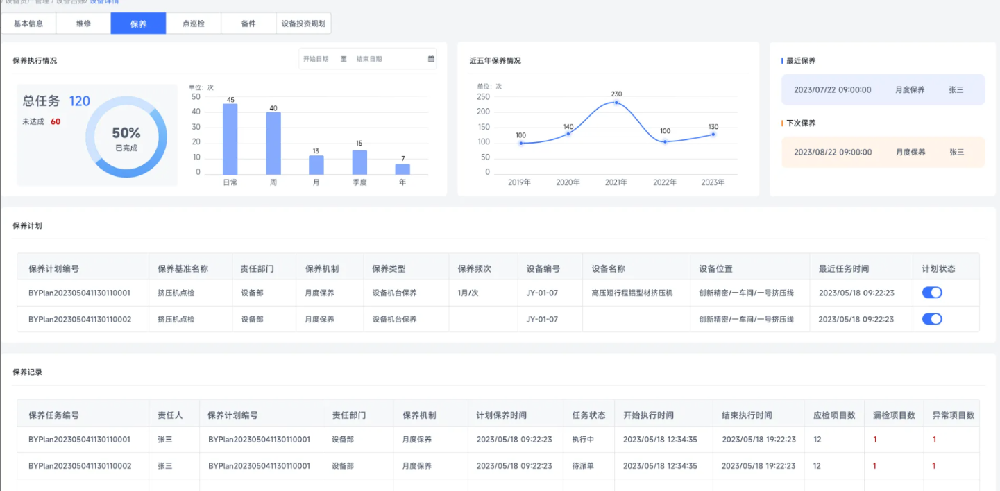 / 设备资产管理 / 设备台账/ 设备详情
基本信息 维修 保养 点巡检 备件 设备投资规划
保养执行情况 开始日期 至 结束日期
总任务 120
未达成 60
50%
已完成
单位: 次
50
40
30
20
10
0
45 40 13 15 7
日常 周 月 季度 年
近五年保养情况
单位: 次
250
200
150
100
50
0
100 140 230 100 130
2019年 2020年 2021年 2022年 2023年
最近保养
2023/07/22 09:00:00 月度保养 张三
下次保养
2023/08/22 09:00:00 月度保养 张三
保养计划
保养计划编号 保养基准名称 责任部门 保养机制 保养类型 保养频次 设备编号 设备名称 设备位置 最近任务时间 计划状态
BYPlan202305041130110001 挤压机点检 设备部 月度保养 设备机台保养 1月/次 JY-01-07 高压短行程铝型材挤压机 创新精密/一车间/一号挤压线 2023/05/18 09:22:23
BYPlan202305041130110002 挤压机点检 设备部 月度保养 设备机台保养 JY-01-07 创新精密/一车间/一号挤压线 2023/05/18 09:22:23
保养记录
保养任务编号 责任人 保养计划编号 责任部门 保养机制 计划保养时间 任务状态 开始执行时间 结束执行时间 应检项目数 漏检项目数 异常项目数
BYPlan202305041130110001 张三 BYPlan202305041130110001 设备部 月度保养 2023/05/18 09:22:23 执行中 2023/05/18 12:34:35 2023/05/18 19:22:23 12 1 1
BYPlan202305041130110002 张三 BYPlan202305041130110001 设备部 月度保养 2023/05/18 09:22:23 待派单 2023/05/18 12:34:35 2023/05/18 19:22:23 12 1 1